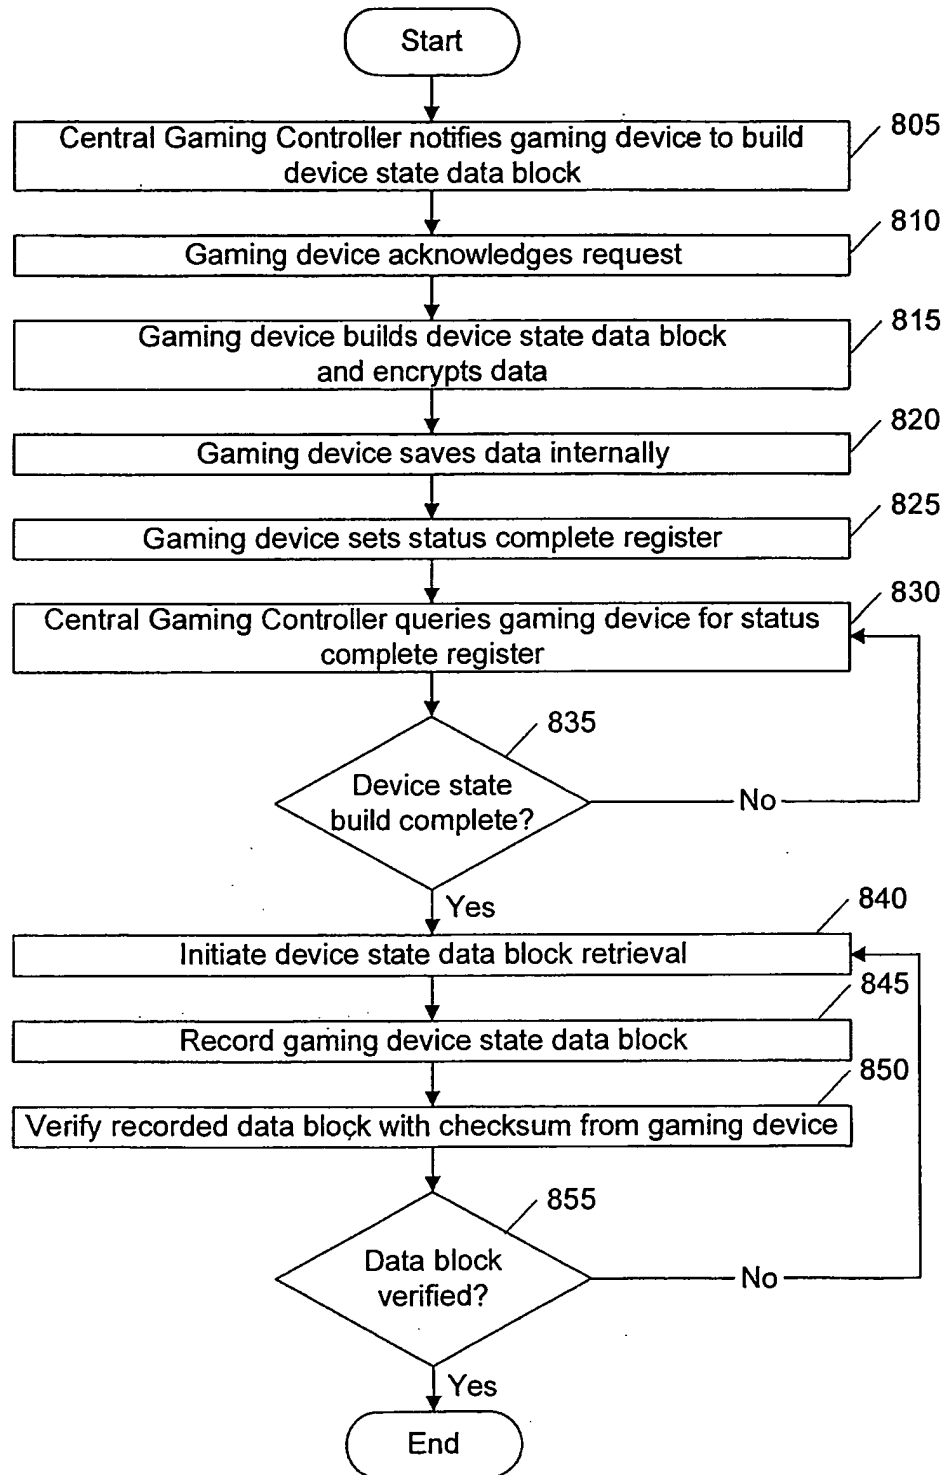 Start
805
Central Gaming Controller notifies gaming device to build
device state data block
810
Gaming device acknowledges request
815
Gaming device builds device state data block
and encrypts data
820
Gaming device saves data internally
825
Gaming device sets status complete register
830
Central Gaming Controller queries gaming device for status
complete register
835
Device state
build complete?
No
Yes
840
Initiate device state data block retrieval
845
Record gaming device state data block
850
Verify recorded data block with checksum from gaming device
855
Data block
verified?
No
Yes
End